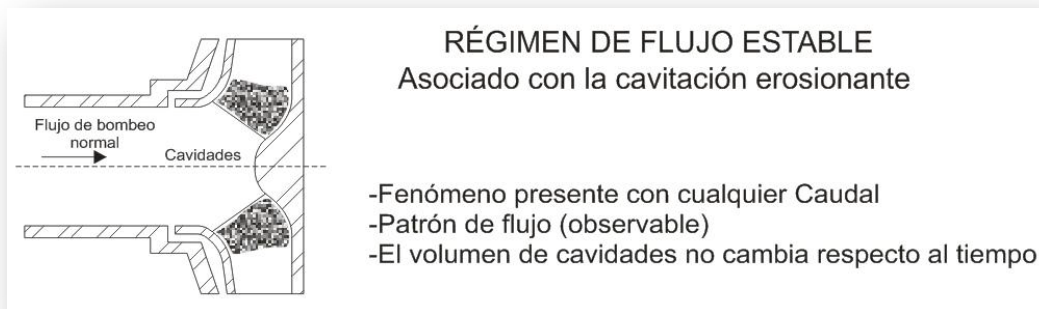 RÉGIMEN DE FLUJO ESTABLE
Asociado con la cavitación erosionante
Flujo de bombeo
normal
Cavidades
-Fenómeno presente con cualquier Caudal
-Patrón de flujo (observable)
-El volumen de cavidades no cambia respecto al tiempo